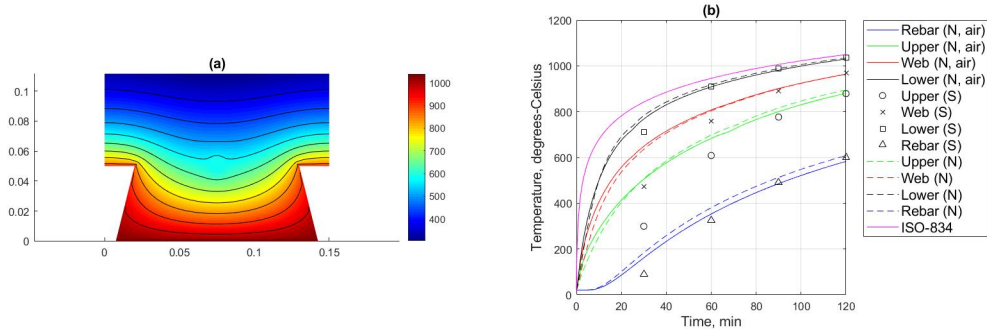 (a)
0.1
0.08
0.06
0.04
0.02
0
0
0.05
0.1
0.15
1000
900
800
700
600
500
400
(b)
Temperature, degrees-Celsius
1200
1000
800
600
400
200
0
0
20
40
60
80
100
120
Time, min
Rebar (N, air)
Upper (N, air)
Web (N, air)
Lower (N, air)
Upper (S)
Web (S)
Lower (S)
Rebar (S)
Upper (N)
Web (N)
Lower (N)
Rebar (N)
ISO-834